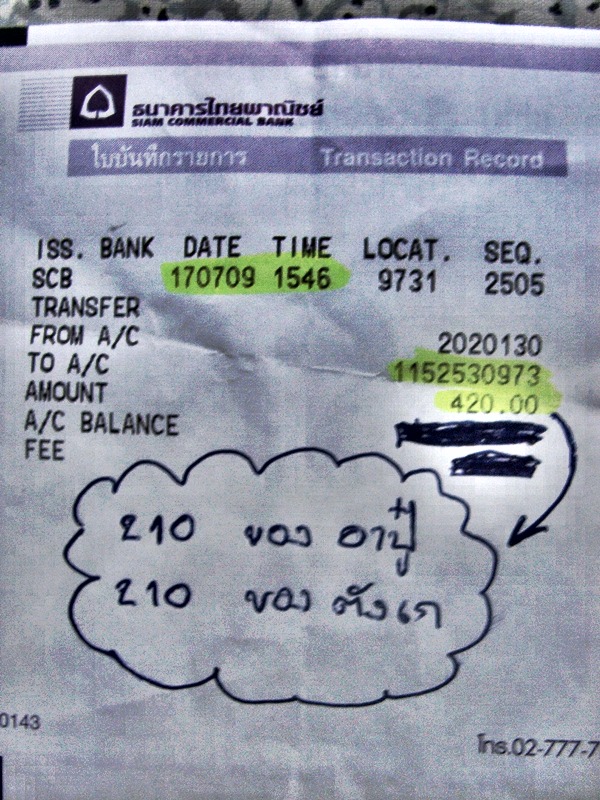 ธนาคารไทยพาณิชย์
SIAM COMMERCIAL BANK
ใบบันทึกรายการ Transaction Record
ISS. BANK DATE TIME LOCAT. SEQ.
SCB 170709 1546 9731 2505
TRANSFER
FROM A/C 2020130
TO A/C 1152530973
AMOUNT 420.00
A/C BALANCE
FEE
210 ของ อาปู๋
210 ของ ตังเก
0143
โทร.02-777-7